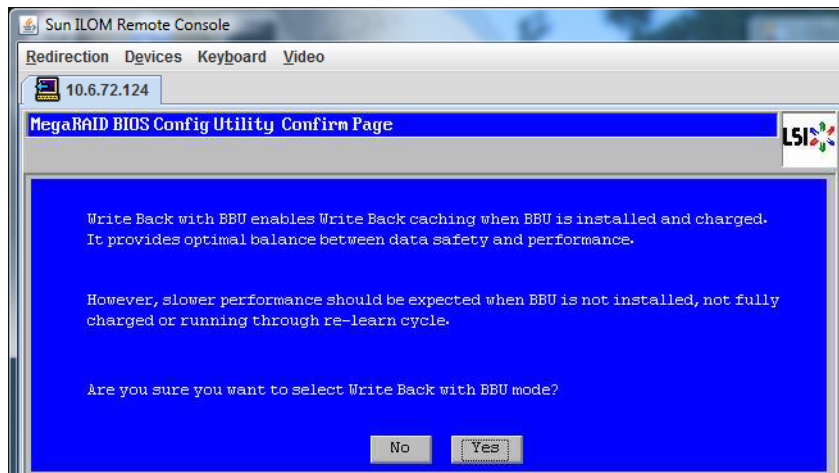 Sun ILOM Remote Console
Redirection Devices Keyboard Video
10.6.72.124
MegaRAID BIOS Config Utility Confirm Page
LSI
Write Back with BBU enables Write Back caching when BBU is installed and charged.
It provides optimal balance between data safety and performance.
However, slower performance should be expected when BBU is not installed, not fully
charged or running through re-learn cycle.
Are you sure you want to select Write Back with BBU mode?
No Yes